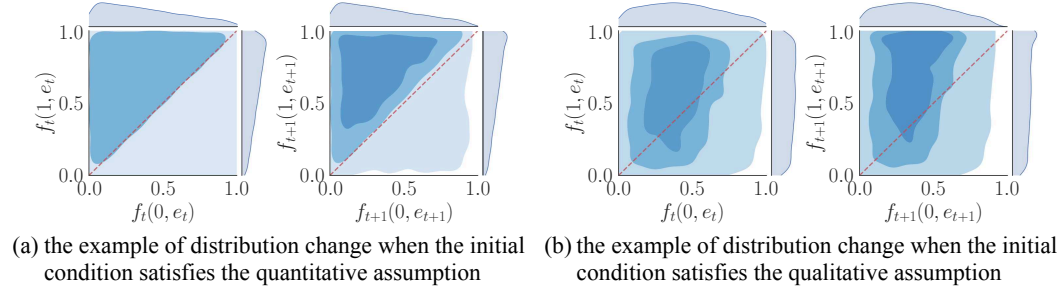 f_t(1, e_t)
1.0
0.5
0.0
0.0 0.5 1.0
f_t(0, e_t)
f_{t+1}(1, e_{t+1})
1.0
0.5
0.0
0.0 0.5 1.0
f_{t+1}(0, e_{t+1})
f_t(1, e_t)
1.0
0.5
0.0
0.0 0.5 1.0
f_t(0, e_t)
f_{t+1}(1, e_{t+1})
1.0
0.5
0.0
0.0 0.5 1.0
f_{t+1}(0, e_{t+1})
(a) the example of distribution change when the initial
condition satisfies the quantitative assumption
(b) the example of distribution change when the initial
condition satisfies the qualitative assumption